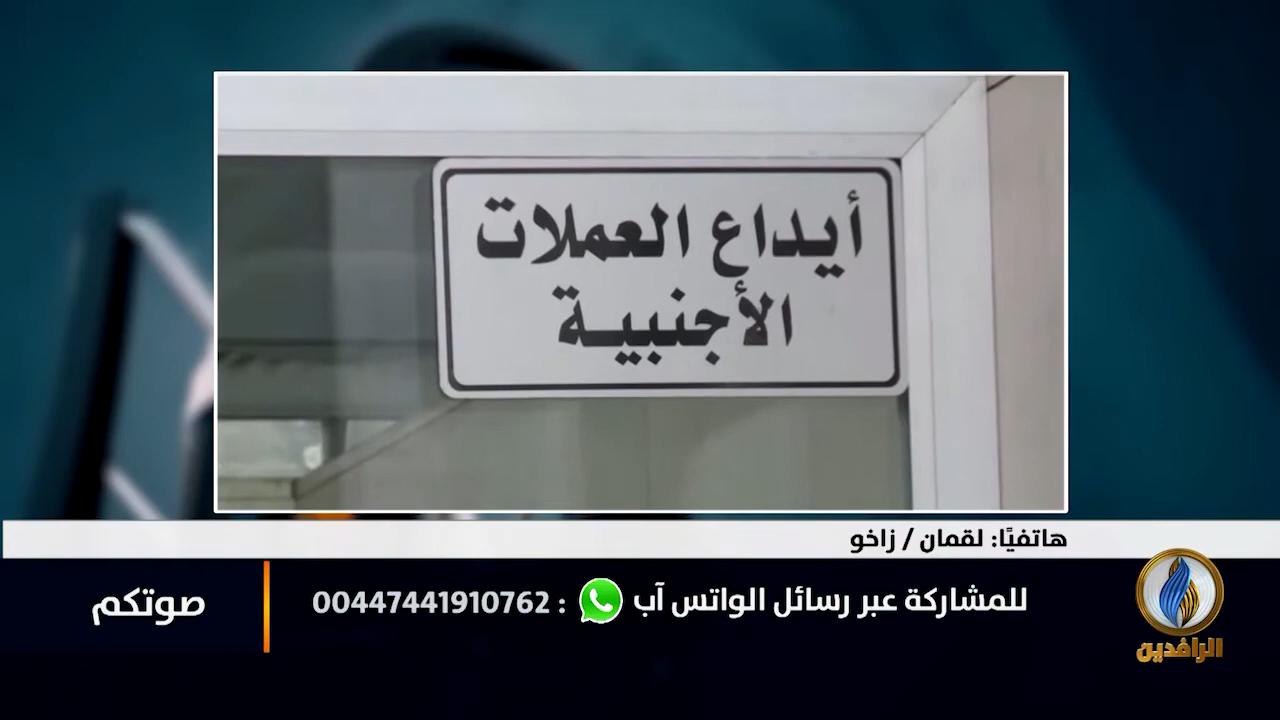 أيداع العملات
الأجنبية
هاتفيًا: لقمان / زاخو
للمشاركة عبر رسائل الواتس آب : 00447441910762
صوتكم
الرافدين